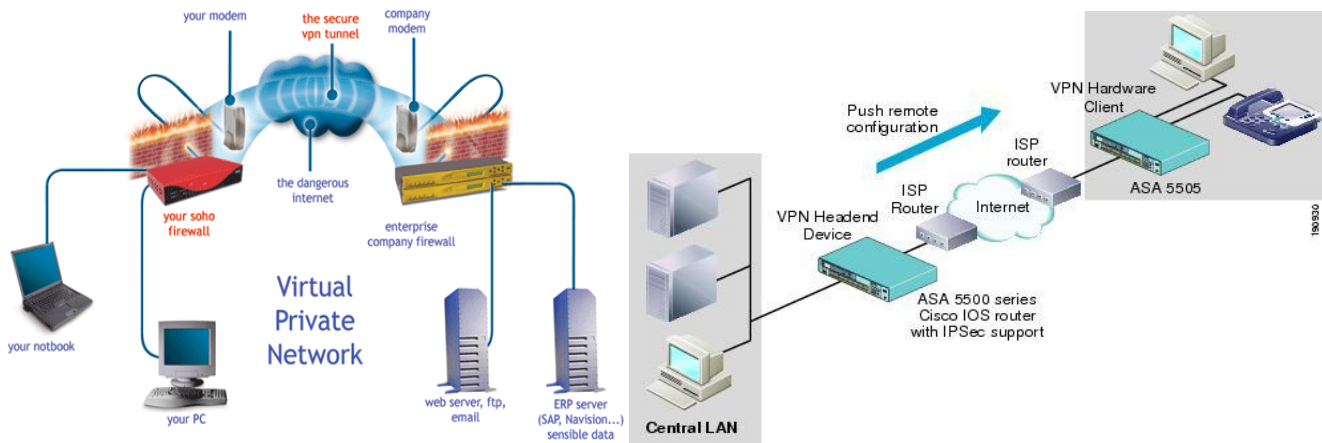 your modem
the secure
vpn tunnel
company
modem
the dangerous
internet
your soho
firewall
enterprise
company firewall
your notbook
Virtual
Private
Network
your PC
web server, ftp,
email
ERP server
(SAP, Navision...)
sensible data
Push remote
configuration
VPN Hardware
Client
ISP
router
ASA 5505
ISP
Router
Internet
VPN Headend
Device
ASA 5500 series
Cisco IOS router
with IPSec support
Central LAN
190930